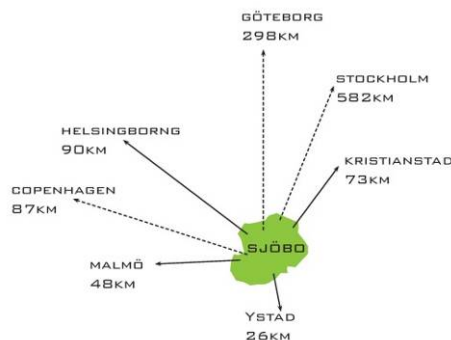 GÖTEBORG
298KM
STOCKHOLM
582KM
HELSINGBORNG
90KM
KRISTIANSTAD
73KM
COPENHAGEN
87KM
SJÖBO
MALMÖ
48KM
YSTAD
26KM